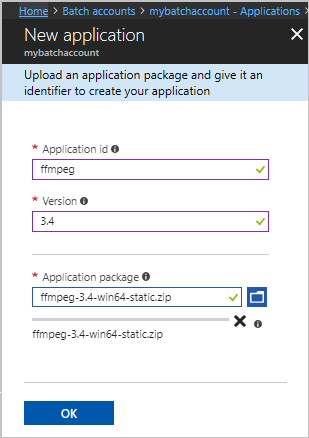 Home > Batch accounts > mybatchaccount - Applications >
New application
mybatchaccount
Upload an application package and give it an
identifier to create your application
* Application id
ffmpeg
* Version
3.4
* Application package
ffmpeg-3.4-win64-static.zip
ffmpeg-3.4-win64-static.zip
OK